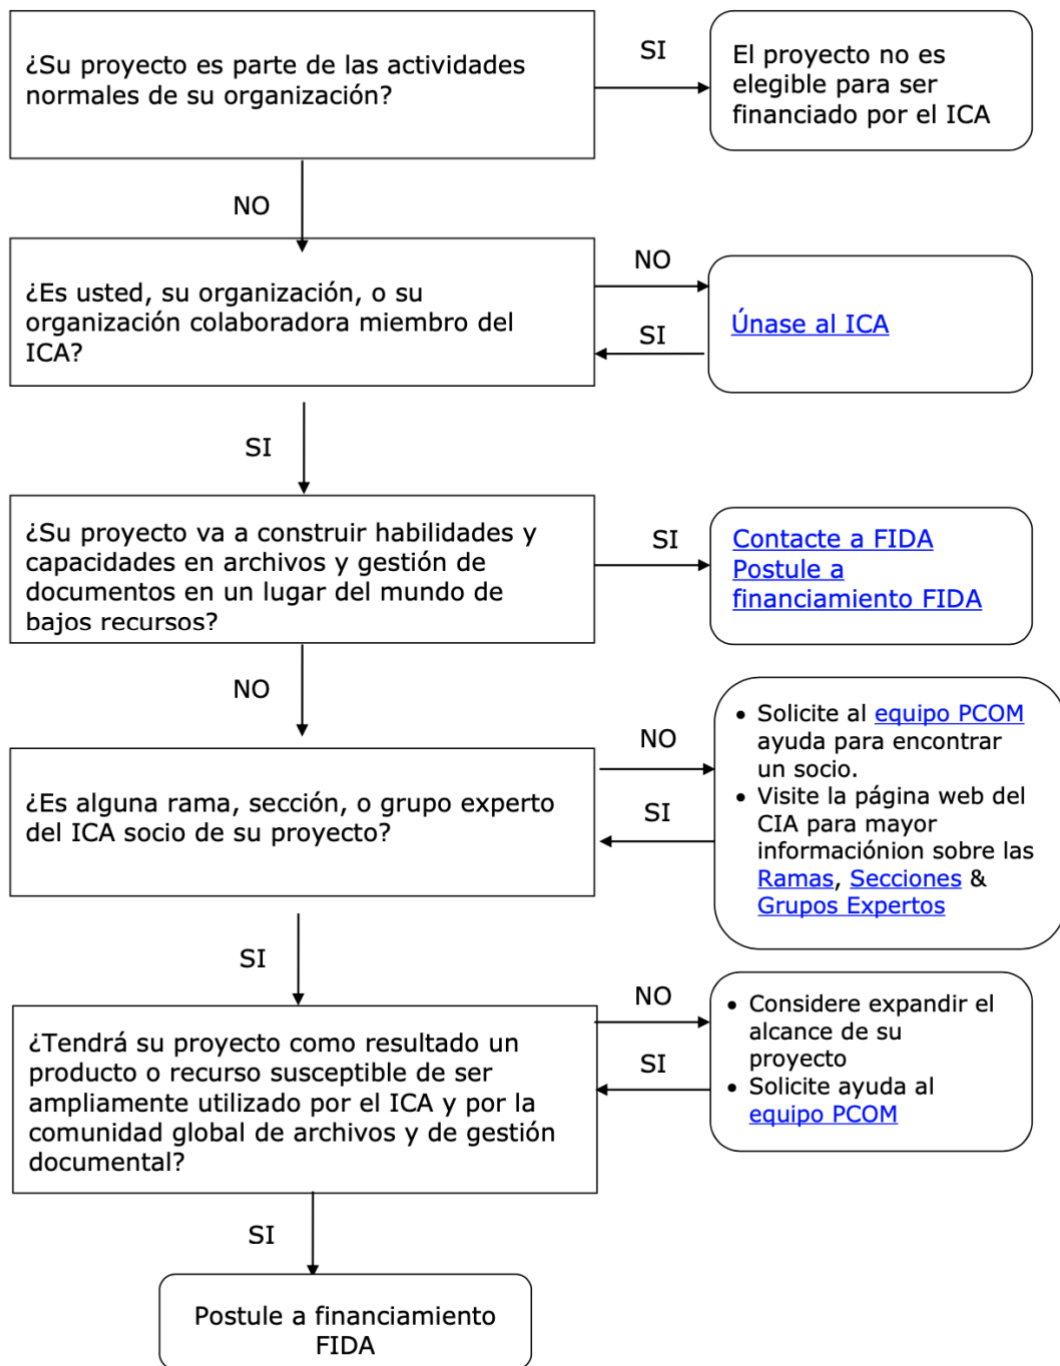 ¿Su proyecto es parte de las actividades
normales de su organización?
SI
El proyecto no es
elegible para ser
financiado por el ICA
NO
¿Es usted, su organización, o su
organización colaboradora miembro del
ICA?
NO
SI
Únase al ICA
SI
¿Su proyecto va a construir habilidades y
capacidades en archivos y gestión de
documentos en un lugar del mundo de
bajos recursos?
SI
Contacte a FIDA
Postule a
financiamiento FIDA
NO
¿Es alguna rama, sección, o grupo experto
del ICA socio de su proyecto?
NO
SI
• Solicite al equipo PCOM
ayuda para encontrar
un socio.
• Visite la página web del
CIA para mayor
informaciónion sobre las
Ramas, Secciones &
Grupos Expertos
SI
¿Tendrá su proyecto como resultado un
producto o recurso susceptible de ser
ampliamente utilizado por el ICA y por la
comunidad global de archivos y de gestión
documental?
NO
SI
• Considere expandir el
alcance de su
proyecto
• Solicite ayuda al
equipo PCOM
SI
Postule a financiamiento
FIDA